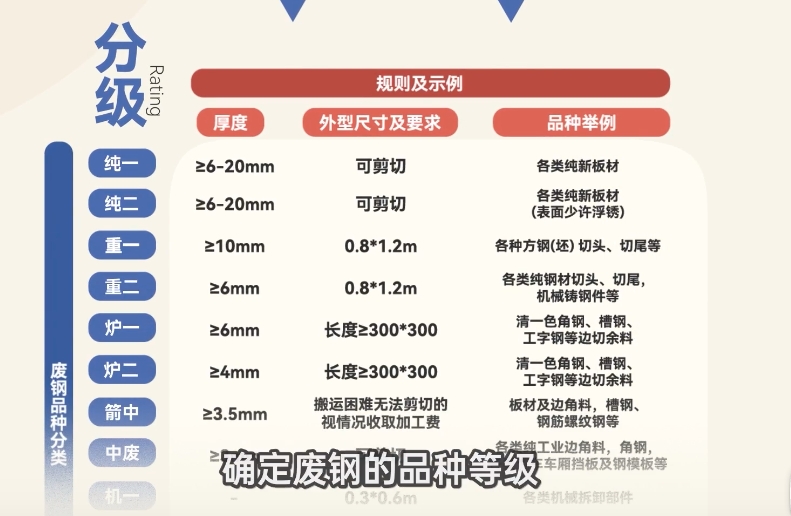 分级
Rating
规则及示例
厚度 外型尺寸及要求 品种举例
废钢品种分类
纯一 ≥6-20mm 可剪切 各类纯新板材
纯二 ≥6-20mm 可剪切 各类纯新板材
(表面少许浮锈)
重一 ≥10mm 0.8*1.2m 各种方钢(坯) 切头、切尾等
重二 ≥6mm 0.8*1.2m 各类纯钢材切头、切尾,
机械铸钢件等
炉一 ≥6mm 长度≥300*300 清一色角钢、槽钢、
工字钢等边切余料
炉二 ≥4mm 长度≥300*300 清一色角钢、槽钢、
工字钢等边切余料
箭中 ≥3.5mm 搬运困难无法剪切的
视情况收取加工费
板材及边角料，槽钢、
钢筋螺纹钢等
中废 各类纯工业边角料，角钢，
车厢挡板及钢模板等
确定废钢的品种等级
机一 - 0.3*0.6m 各类机械拆卸部件